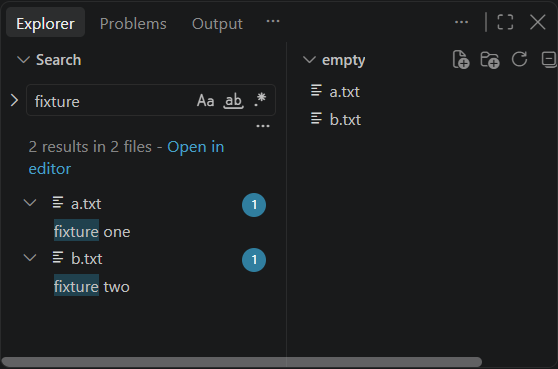 Explorer Problems Output
Search
fixture
Aa ab .*
2 results in 2 files - Open in
editor
a.txt 1
fixture one
b.txt 1
fixture two
empty
a.txt
b.txt